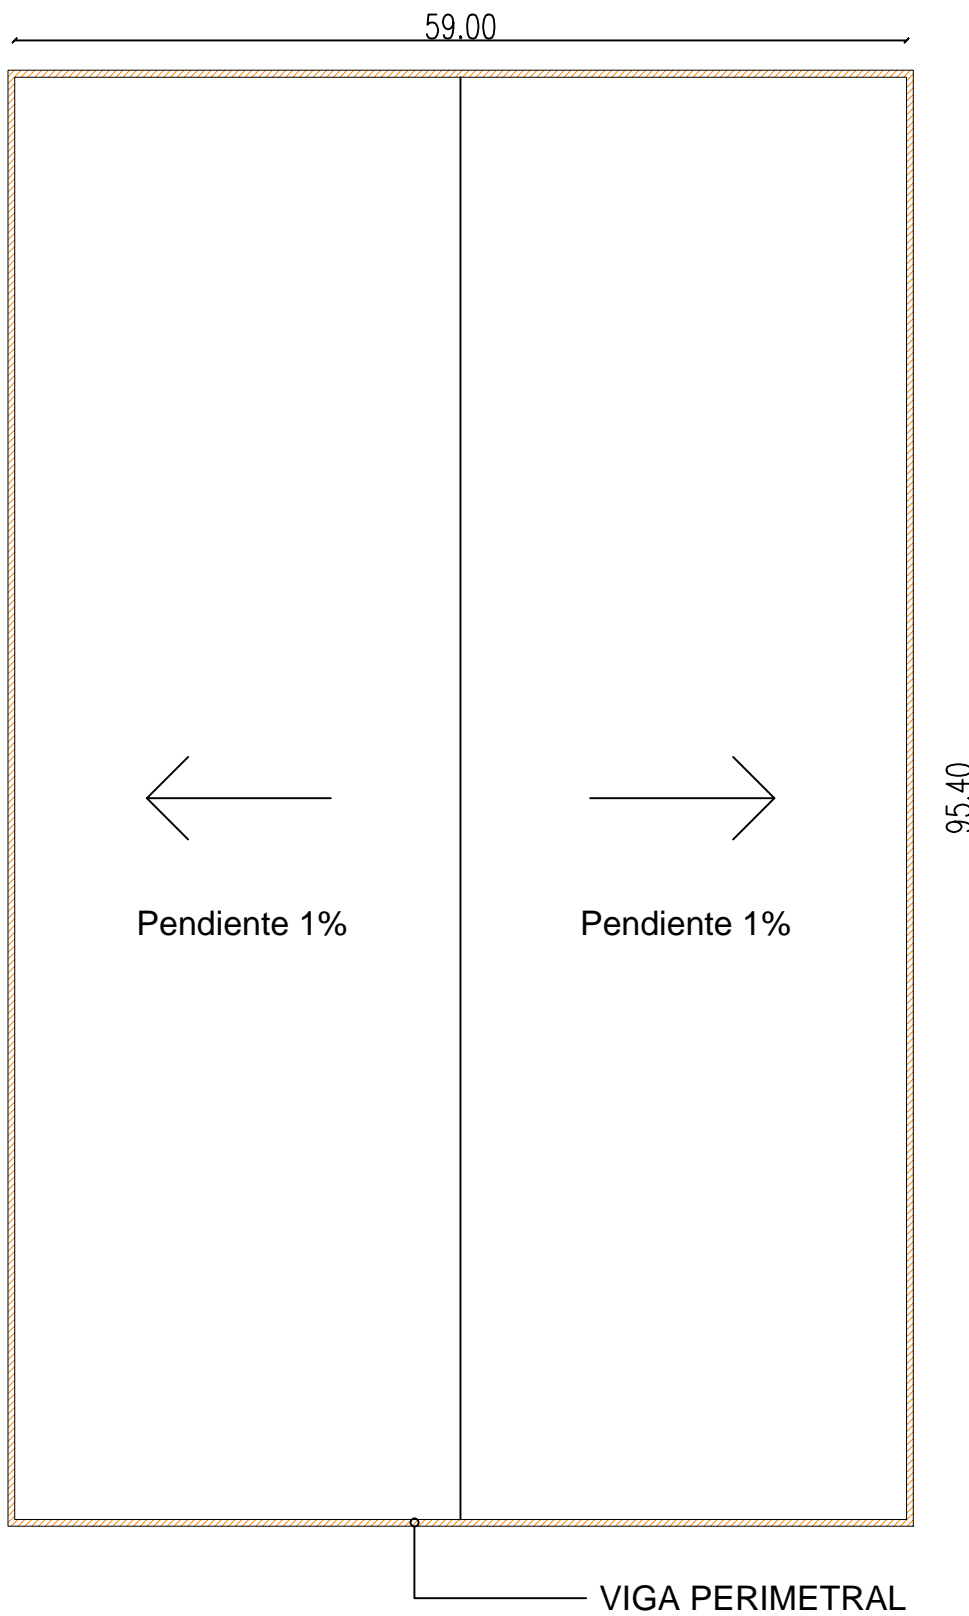 59.00
95.40
Pendiente 1%
Pendiente 1%
VIGA PERIMETRAL